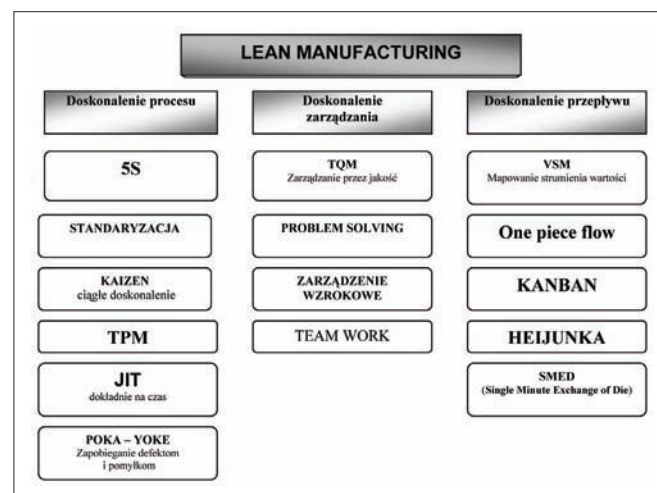 LEAN MANUFACTURING
Doskonalenie procesu
5S
STANDARYZACJA
KAIZEN
ciągłe doskonalenie
TPM
JIT
dokładnie na czas
POKA – YOKE
Zapobieganie defektom
i pomyłkom
Doskonalenie
zarządzania
TQM
Zarządzanie przez jakość
PROBLEM SOLVING
ZARZĄDZENIE
WZROKOWE
TEAM WORK
Doskonalenie przepływu
VSM
Mapowanie strumienia wartości
One piece flow
KANBAN
HEIJUNKA
SMED
(Single Minute Exchange of Die)